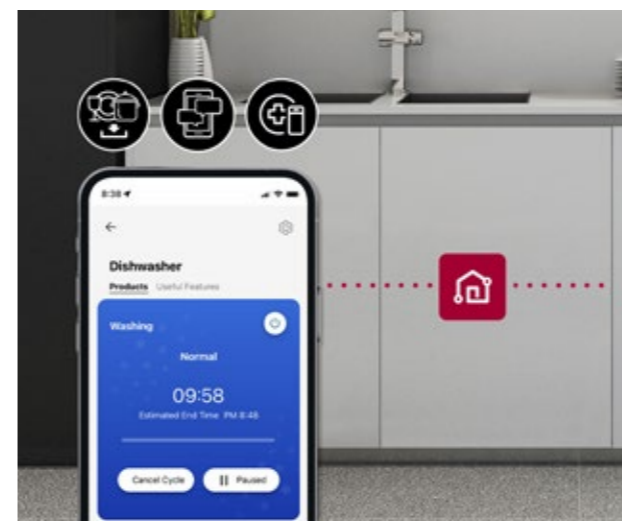 8:38
Dishwasher
Products Useful Features
Washing
Normal
09:58
Estimated End Time PM 8:48
Cancel Cycle
Paused